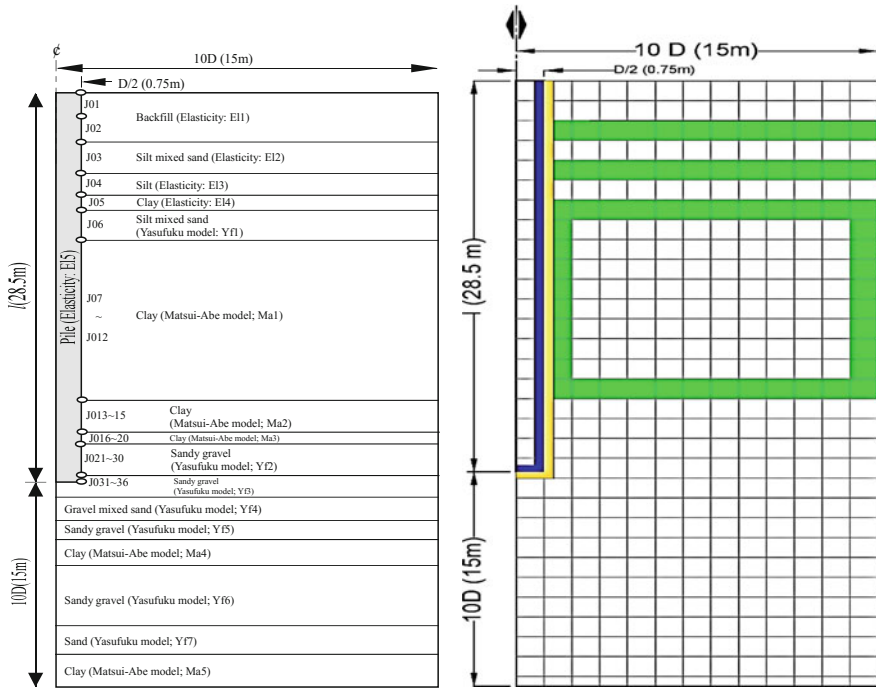 ¢
10D (15m)
D/2 (0.75m)
J01
J02
Backfill (Elasticity: El1)
J03
Silt mixed sand (Elasticity: El2)
J04
Silt (Elasticity: El3)
J05
Clay (Elasticity: El4)
J06
Silt mixed sand
(Yasufuku model: Yf1)
J07
~
J012
Clay (Matsui-Abe model; Ma1)
J013~15
Clay
(Matsui-Abe model; Ma2)
J016~20
Clay (Matsui-Abe model; Ma3)
J021~30
Sandy gravel
(Yasufuku model; Yf2)
J031~36
Sandy gravel
(Yasufuku model; Yf3)
Gravel mixed sand (Yasufuku model; Yf4)
Sandy gravel (Yasufuku model; Yf5)
Clay (Matsui-Abe model; Ma4)
Sandy gravel (Yasufuku model; Yf6)
Sand (Yasufuku model; Yf7)
Clay (Matsui-Abe model; Ma5)
Pile (Elasticity: El5)
l(28.5m)
10D(15m)
10 D (15m)
D/2 (0.75m)
l (28.5 m)
10D (15m)